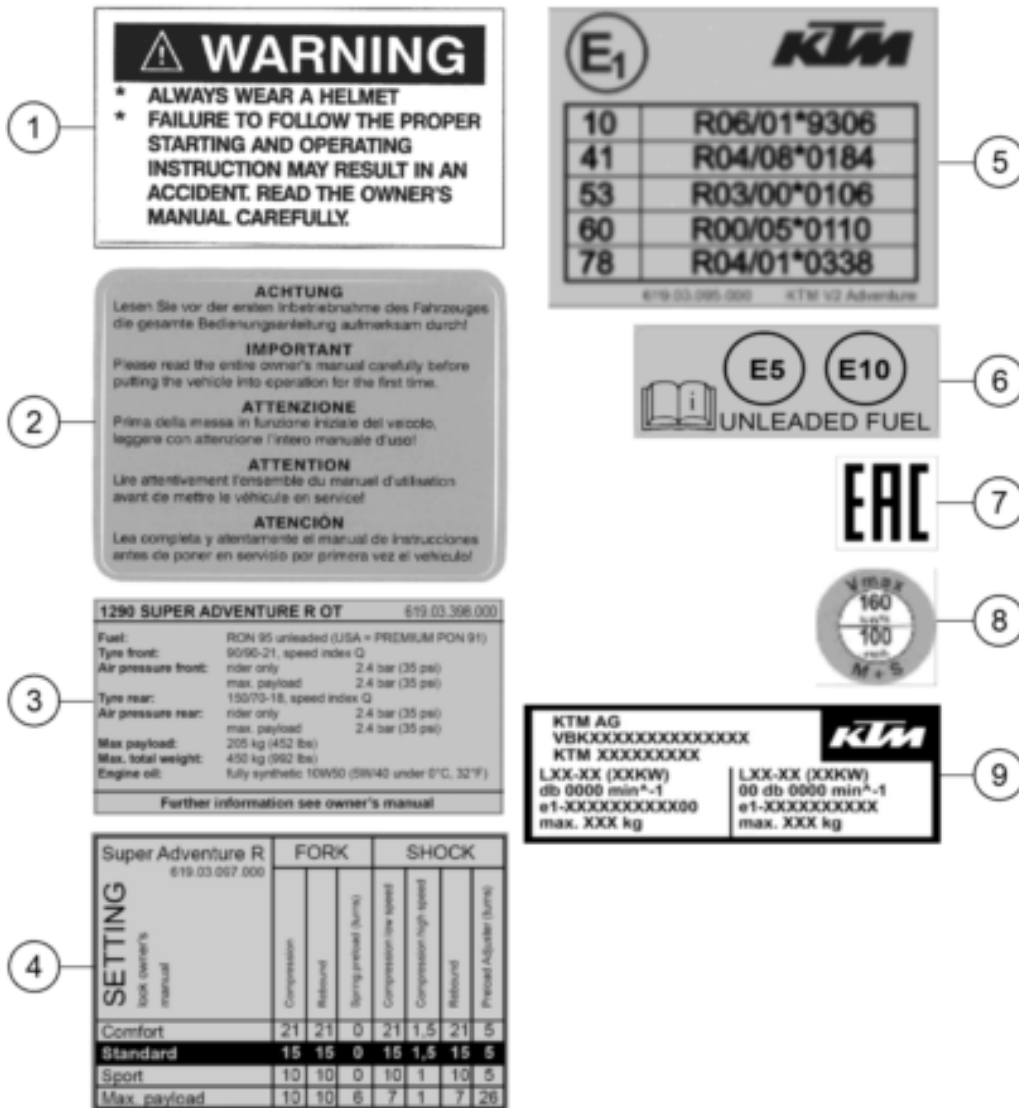 1
WARNING
* ALWAYS WEAR A HELMET
* FAILURE TO FOLLOW THE PROPER
STARTING AND OPERATING
INSTRUCTION MAY RESULT IN AN
ACCIDENT. READ THE OWNER'S
MANUAL CAREFULLY.
2
ACHTUNG
Lesen Sie vor der ersten Inbetriebnahme des Fahrzeuges
die gesamte Bedienungsanleitung aufmerksam durch!
IMPORTANT
Please read the entire owner's manual carefully before
putting the vehicle into operation for the first time.
ATTENZIONE
Prima della messa in funzione iniziale del veicolo,
leggere con attenzione l'intero manuale d'uso!
ATTENTION
Lire attentivement l'ensemble du manuel d'utilisation
avant de mettre le véhicule en service!
ATENCIÓN
Lea completa y atentamente el manual de instrucciones
antes de poner en servicio por primera vez el vehiculo!
3
1290 SUPER ADVENTURE R OT 619.03.398.000
Fuel: RON 95 unleaded (USA = PREMIUM PON 91)
Tyre front: 90/90-21, speed index Q
Air pressure front: rider only 2.4 bar (35 psi)
max. payload 2.4 bar (35 psi)
Tyre rear: 150/70-18, speed index Q
Air pressure rear: rider only 2.4 bar (35 psi)
max. payload 2.4 bar (35 psi)
Max payload: 205 kg (452 lbs)
Max. total weight: 450 kg (992 lbs)
Engine oil: fully synthetic 10W50 (5W/40 under 0°C, 32°F)
Further information see owner's manual
4
Super Adventure R FORK SHOCK
619.03.097.000
SETTING
look owner's
manual
Compression
Rebound
Spring preload (turns)
Compression low speed
Compression high speed
Rebound
Preload Adjuster (turns)
Comfort 21 21 0 21 1,5 21 5
Standard 15 15 0 15 1,5 15 5
Sport 10 10 0 10 1 10 5
Max. payload 10 10 6 7 1 7 26
5
E1 KTM
10 R06/01*9306
41 R04/08*0184
53 R03/00*0106
60 R00/05*0110
78 R04/01*0338
619.03.095.000 KTM V2 Adventure
6
E5 E10
i
UNLEADED FUEL
7
EAC
8
Vmax
160
km/h
100
mph
M + S
9
KTM AG KTM
VBKXXXXXXXXXXXXXX
KTM XXXXXXXXX
LXX-XX (XXKW) LXX-XX (XXKW)
db 0000 min^-1 00 db 0000 min^-1
e1-XXXXXXXXXX00 e1-XXXXXXXXXX
max. XXX kg max. XXX kg